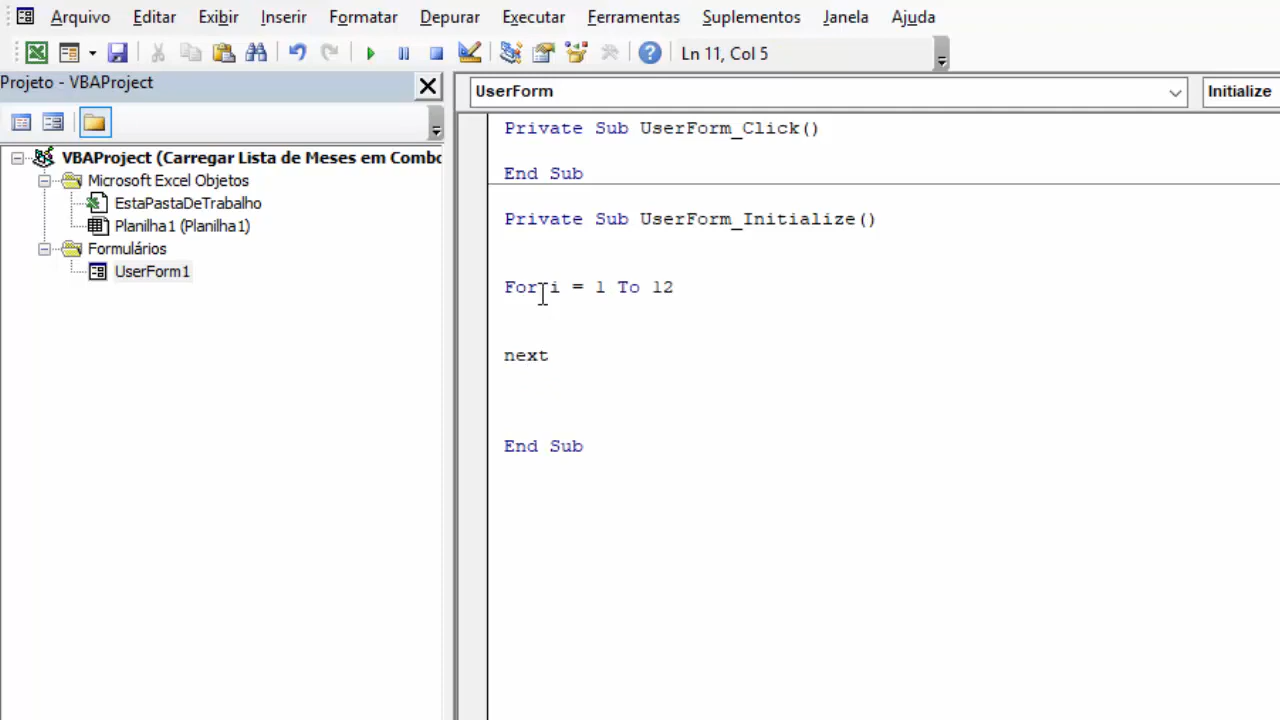 Arquivo Editar Exibir Inserir Formatar Depurar Executar Ferramentas Suplementos Janela Ajuda
Ln 11, Col 5
Projeto - VBAProject
UserForm
Initialize
VBAProject (Carregar Lista de Meses em Combo
Microsoft Excel Objetos
EstaPastaDeTrabalho
Planilha1 (Planilha1)
Formulários
UserForm1
Private Sub UserForm_Click()
End Sub
Private Sub UserForm_Initialize()
For i = 1 To 12
next
End Sub